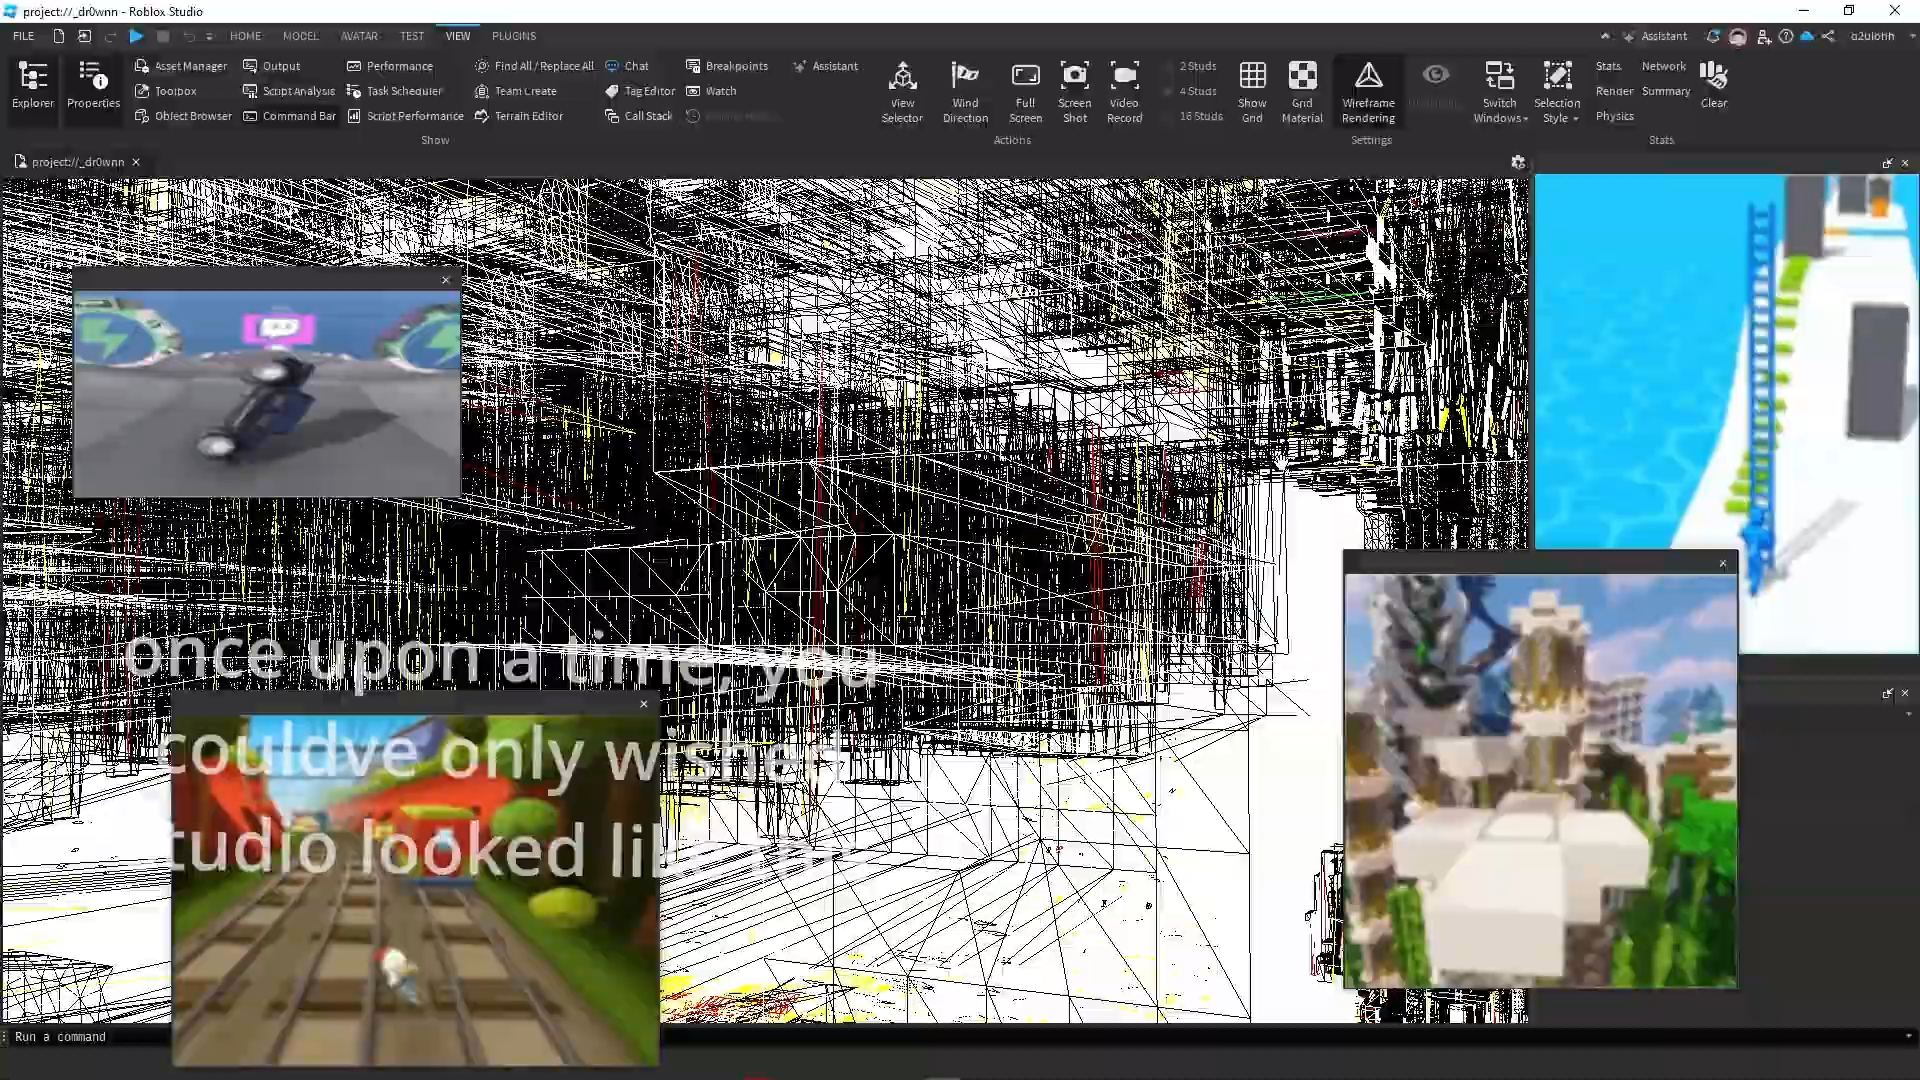 project://_dr0wnn - Roblox Studio
FILE HOME MODEL AVATAR TEST VIEW PLUGINS Assistant
Asset Manager Output Performance Find All / Replace All Chat Breakpoints Assistant
Toolbox Script Analysis Task Scheduler Team Create Tag Editor Watch
Object Browser Command Bar Script Performance Terrain Editor Call Stack
Explorer Properties
View Selector
Wind Direction
Full Screen
Screen Shot
Video Record
2 Studs
4 Studs
16 Studs
Show Grid
Grid Material
Wireframe Rendering
Switch Windows
Selection Style
Stats Network
Render Summary
Physics
Clear
Show Actions Settings Stats
project://_dr0wnn
once upon a time, you
couldve only wished
tudio looked lik
Run a command